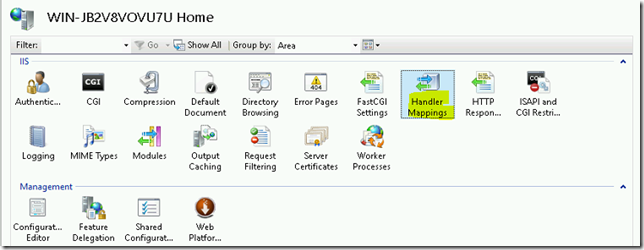 WIN-JB2V8VOVU7U Home
Filter: Go Show All Group by: Area
IIS
CGI
404
CGI
Authentic... CGI Compression Default Document Directory Browsing Error Pages FastCGI Settings Handler Mappings HTTP Respon... ISAPI and CGI Restri...
Logging MIME Types Modules Output Caching Request Filtering Server Certificates Worker Processes
Management
Configurat... Editor Feature Delegation Shared Configurat... Web Platfor...